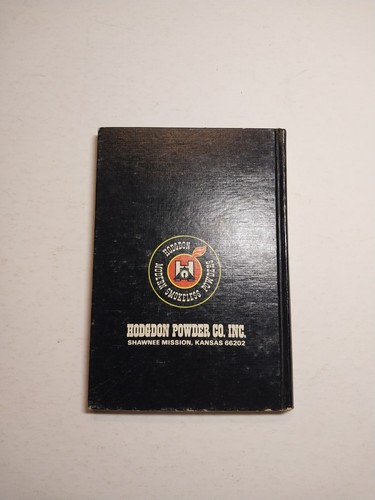 HODGDON
MODERN SMOKELESS POWDERS
H
HODGDON POWDER CO. INC.
SHAWNEE MISSION, KANSAS 66202